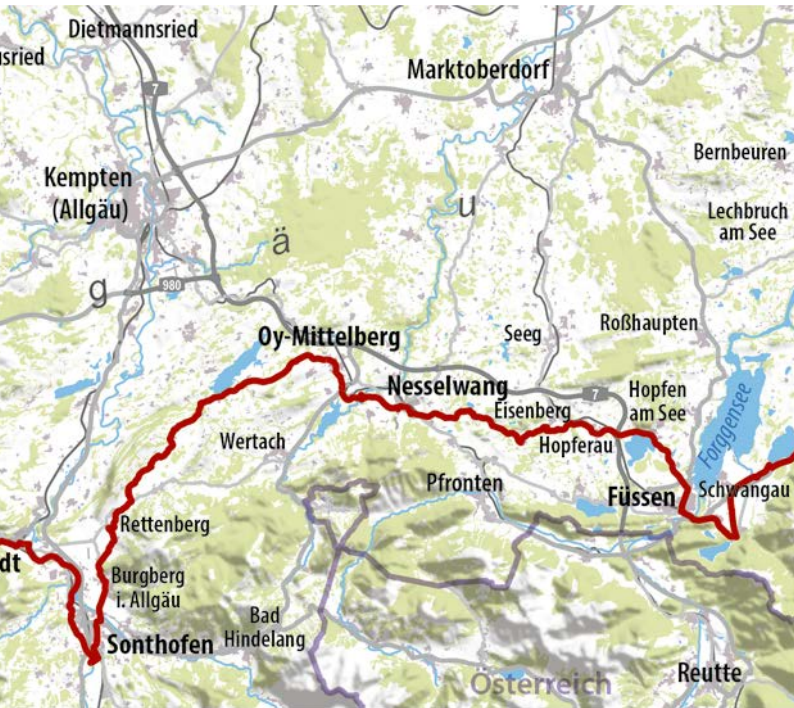 Dietmannsried
usried
7
Marktoberdorf
Bernbeuren
Kempten
(Allgäu)
Lechbruch
am See
u
ä
g
980
Oy-Mittelberg
Seeg
Roßhaupten
Nesselwang
7
Hopfen
am See
Eisenberg
Forggensee
Wertach
Hopferau
Pfronten
Füssen
Schwangau
Rettenberg
dt
Burgberg
i. Allgäu
Bad
Hindelang
Sonthofen
Österreich
Reutte